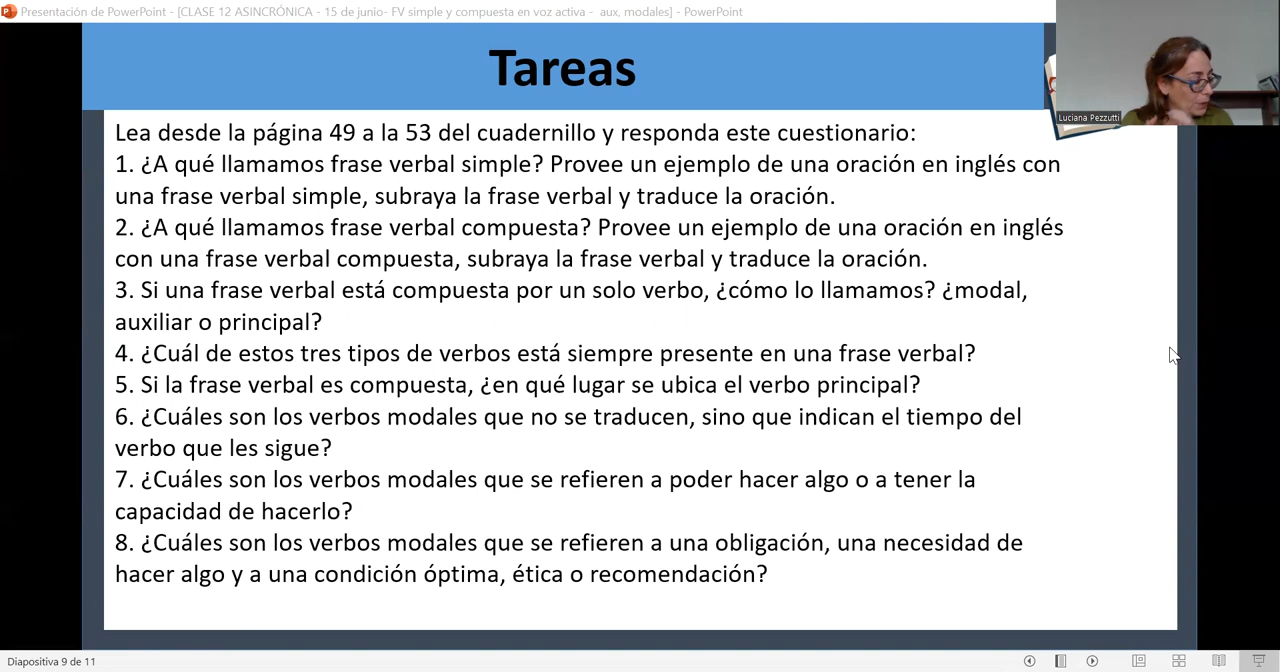 Presentación de PowerPoint - [CLASE 12 ASINCRÓNICA - 15 de junio- FV simple y compuesta en voz activa - aux, modales] - PowerPoint
Tareas
Luciana Pezzutti
Lea desde la página 49 a la 53 del cuadernillo y responda este cuestionario:
1. ¿A qué llamamos frase verbal simple? Provee un ejemplo de una oración en inglés con
una frase verbal simple, subraya la frase verbal y traduce la oración.
2. ¿A qué llamamos frase verbal compuesta? Provee un ejemplo de una oración en inglés
con una frase verbal compuesta, subraya la frase verbal y traduce la oración.
3. Si una frase verbal está compuesta por un solo verbo, ¿cómo lo llamamos? ¿modal,
auxiliar o principal?
4. ¿Cuál de estos tres tipos de verbos está siempre presente en una frase verbal?
5. Si la frase verbal es compuesta, ¿en qué lugar se ubica el verbo principal?
6. ¿Cuáles son los verbos modales que no se traducen, sino que indican el tiempo del
verbo que les sigue?
7. ¿Cuáles son los verbos modales que se refieren a poder hacer algo o a tener la
capacidad de hacerlo?
8. ¿Cuáles son los verbos modales que se refieren a una obligación, una necesidad de
hacer algo y a una condición óptima, ética o recomendación?
Diapositiva 9 de 11